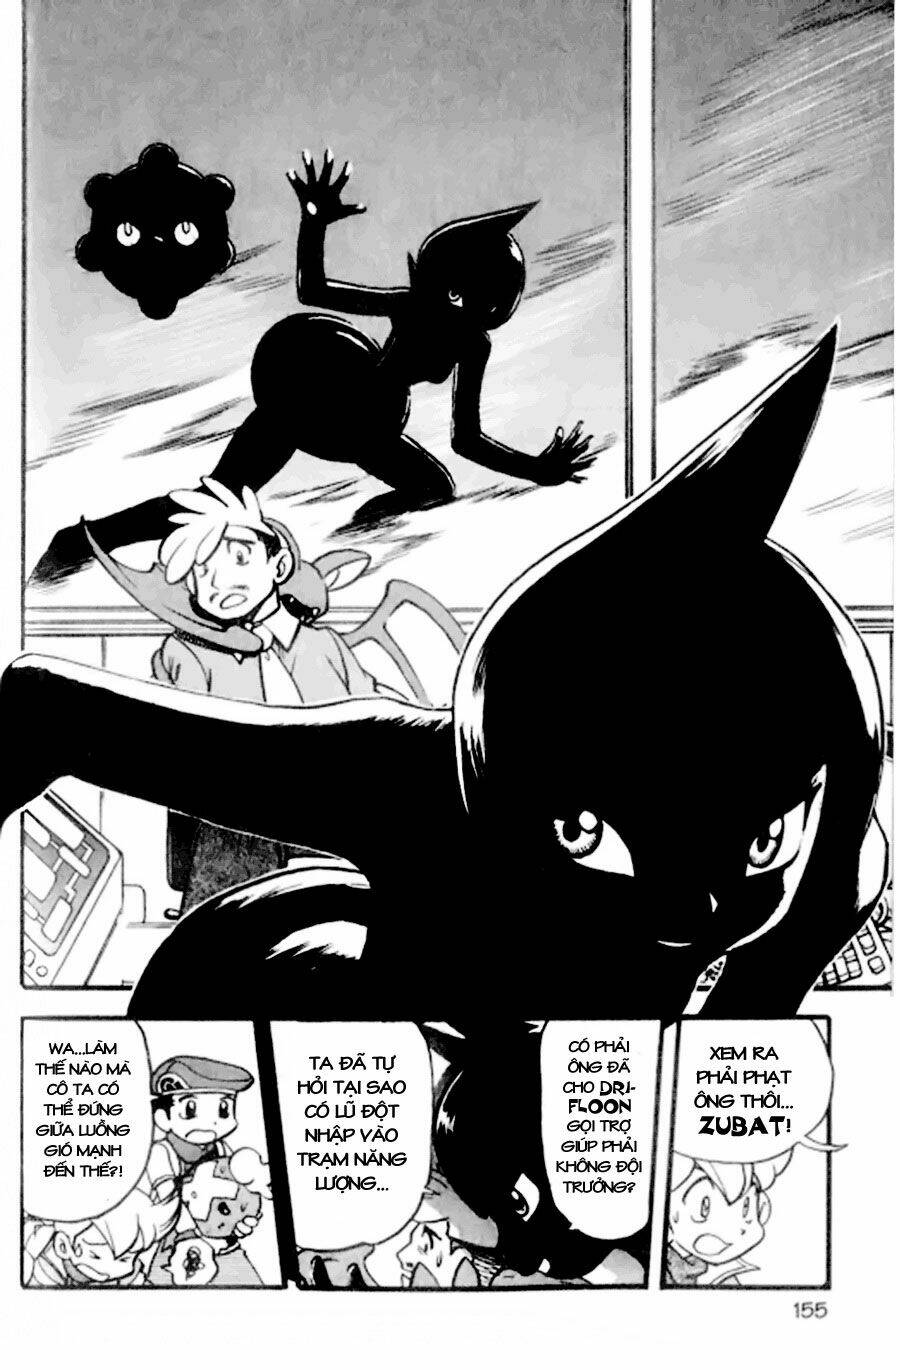 WA...LÀM
THẾ NÀO MÀ
CÔ TA CÓ
THỂ ĐỨNG
GIỮA LUỒNG
GIÓ MẠNH
ĐẾN THẾ?!
TA ĐÃ TỰ
HỎI TẠI SAO
CÓ LŨ ĐỘT
NHẬP VÀO
TRẠM NĂNG
LƯỢNG...
CÓ PHẢI
ÔNG ĐÃ
CHO DRI-
FLOON
GỌI TRỢ
GIÚP PHẢI
KHÔNG ĐỘI
TRƯỞNG?
XEM RA
PHẢI PHẠT
ÔNG THÔI...
ZUBAT!
155